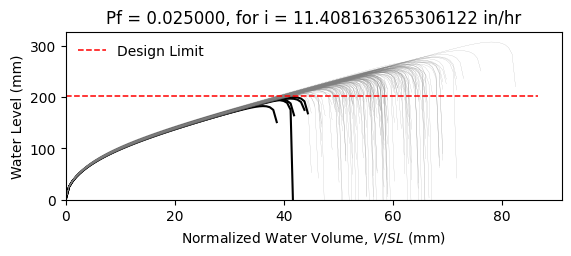 Pf = 0.025000, for i = 11.408163265306122 in/hr
Water Level (mm)
300
200
100
0
Design Limit
0 20 40 60 80
Normalized Water Volume, V/SL (mm)